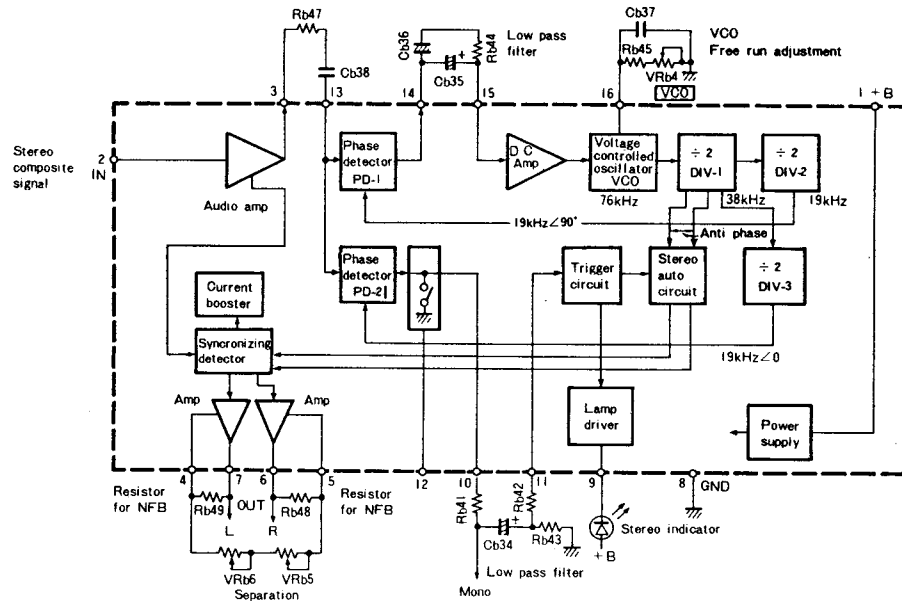 Rb47
Cb38
Cb36
Rb44
Cb35
+
Low pass
filter
Cb37
Rb45
VRb4
VCO
Free run adjustment
VCO
3
13
14
15
16
1 + B
Stereo
composite
signal
2
IN
Audio amp
Phase
detector
PD-1
DC
Amp
Voltage
controlled
oscillator
VCO
÷ 2
DIV-1
÷ 2
DIV-2
76kHz
38kHz
19kHz
19kHz∠90°
Anti phase
Phase
detector
PD-2
Trigger
circuit
Stereo
auto
circuit
÷ 2
DIV-3
Current
booster
Syncronizing
detector
19kHz∠0
Amp
Amp
Lamp
driver
Power
supply
4
7
6
5
12
10
11
9
8
GND
Resistor
for NFB
Rb49
OUT
Rb48
Resistor
for NFB
L
R
VRb6
VRb5
Separation
Rb41
Rb42
Cb34
+
Rb43
Low pass filter
Mono
Stereo indicator
+B